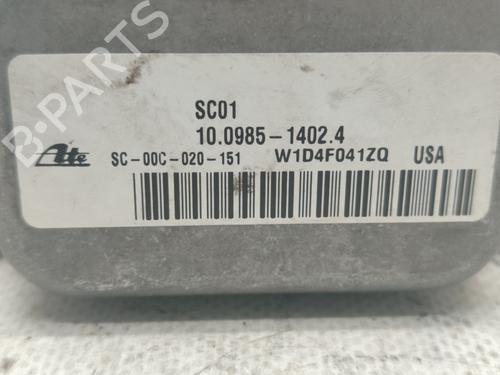 B-PARTS
SC01
10.0985-1402.4
Ate SC-00C-020-151 W1D4F041ZQ USA